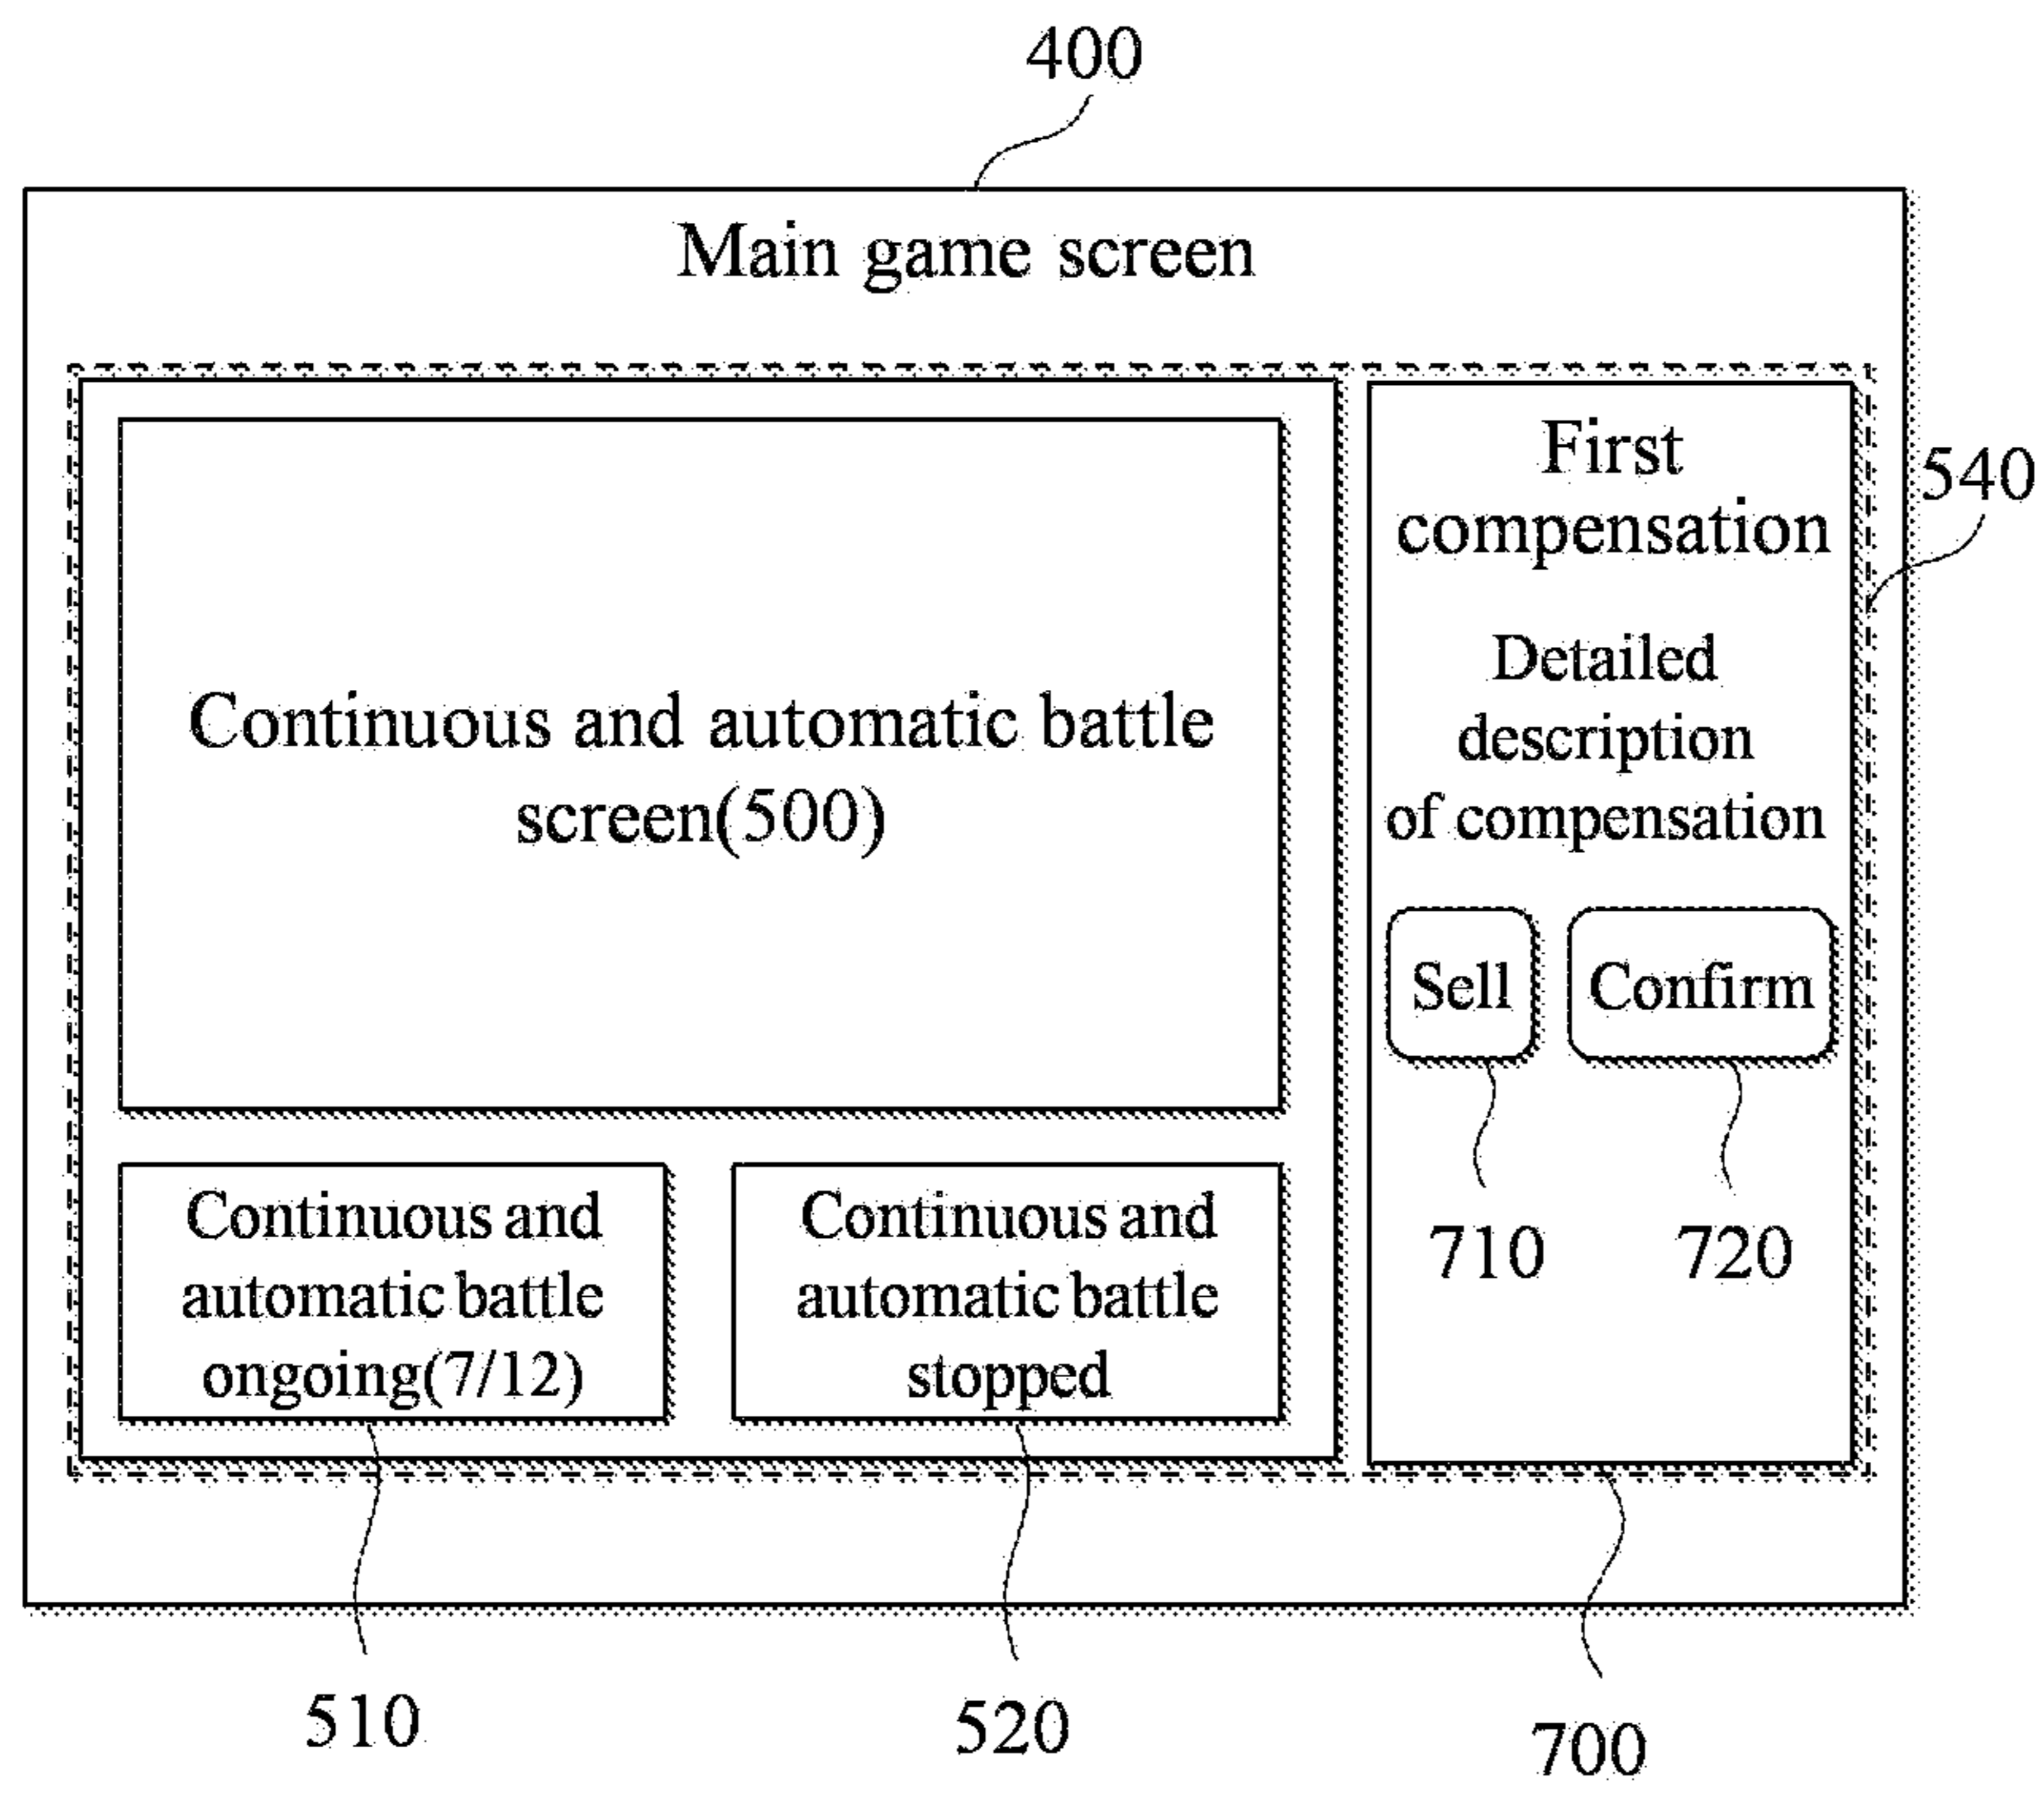 400
Main game screen
First
compensation
540
Detailed
description
of compensation
Continuous and automatic battle
screen(500)
Sell
Confirm
710
720
Continuous and
automatic battle
ongoing(7/12)
Continuous and
automatic battle
stopped
510
520
700